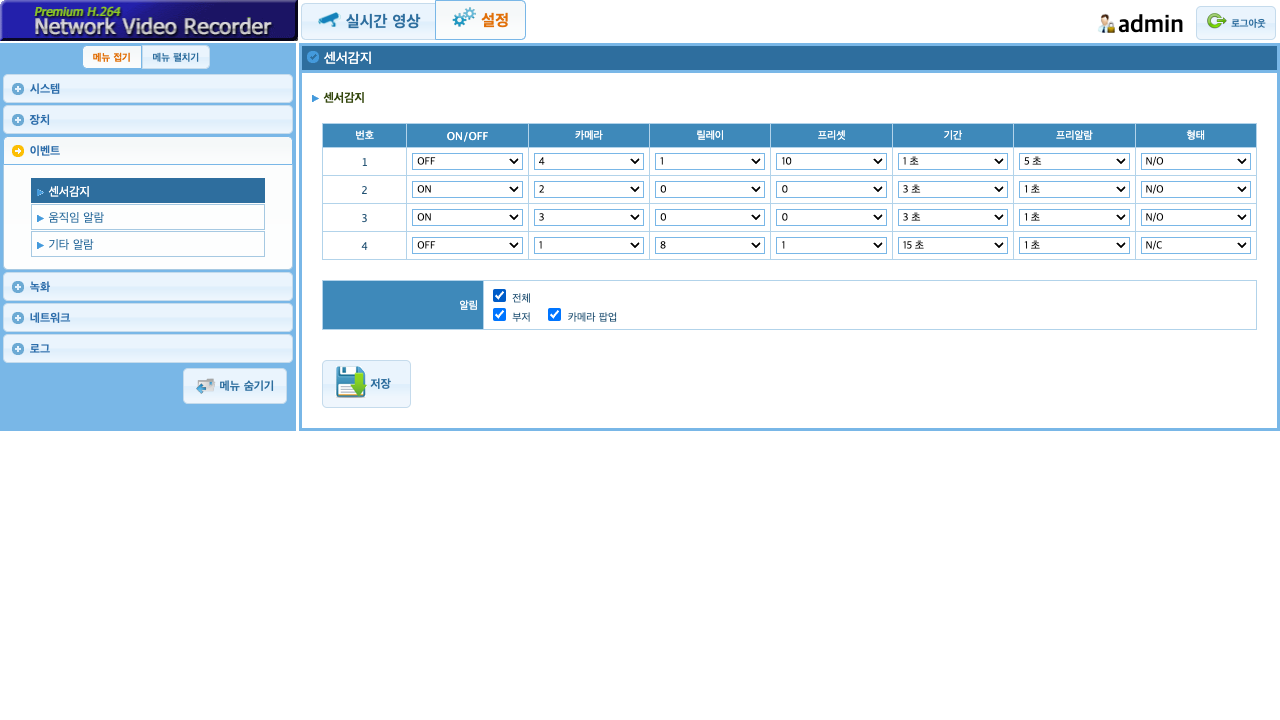 Premium H.264
Network Video Recorder
실시간 영상
설정
admin
로그아웃
메뉴 접기
메뉴 펼치기
시스템
장치
이벤트
센서감지
움직임 알람
기타 알람
녹화
네트워크
로그
메뉴 숨기기
센서감지
센서감지
번호 ON/OFF 카메라 릴레이 프리셋 기간 프리알람 형태
1 OFF 4 1 10 1 초 5 초 N/O
2 ON 2 0 0 3 초 1 초 N/O
3 ON 3 0 0 3 초 1 초 N/O
4 OFF 1 8 1 15 초 1 초 N/C
알림
전체
부저 카메라 팝업
저장